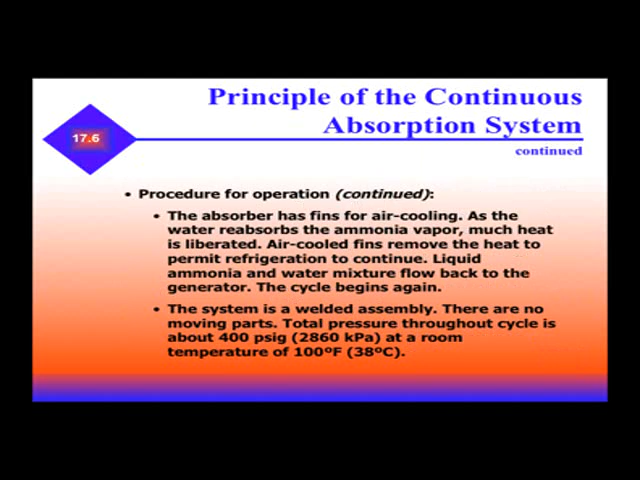 Principle of the Continuous
Absorption System
continued
17.6
• Procedure for operation (continued):
• The absorber has fins for air-cooling. As the
water reabsorbs the ammonia vapor, much heat
is liberated. Air-cooled fins remove the heat to
permit refrigeration to continue. Liquid
ammonia and water mixture flow back to the
generator. The cycle begins again.
• The system is a welded assembly. There are no
moving parts. Total pressure throughout cycle is
about 400 psig (2860 kPa) at a room
temperature of 100ºF (38ºC).